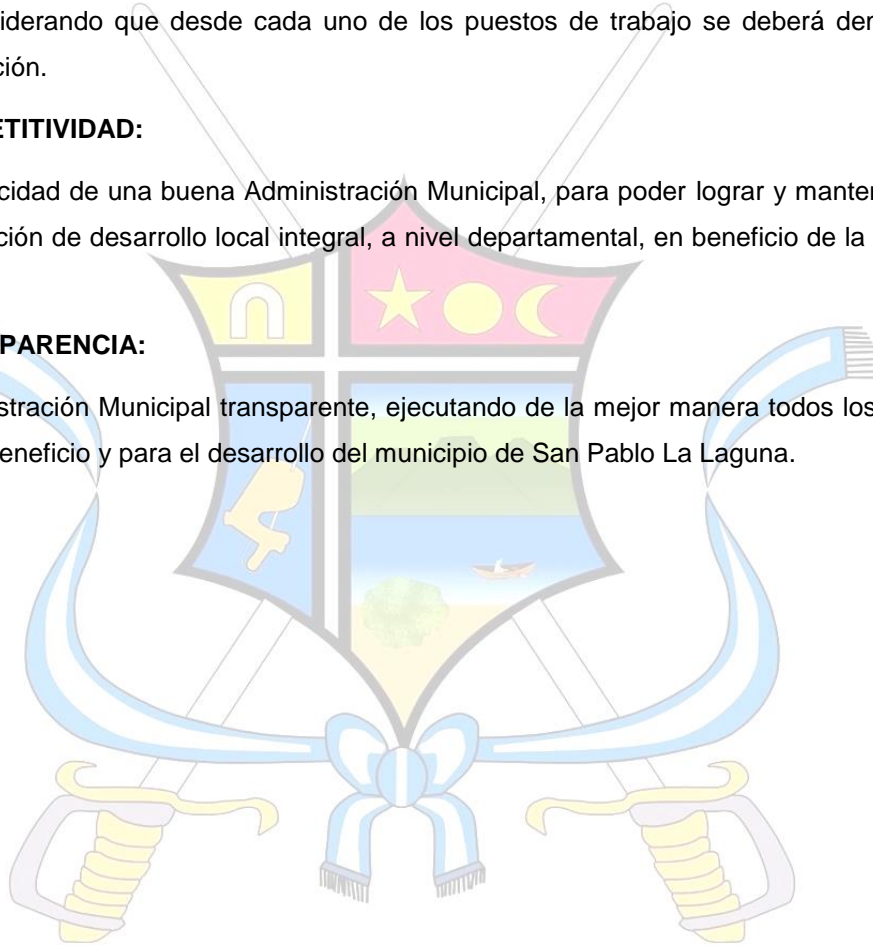 iderando que desde cada uno de los puestos de trabajo se deberá
ción.
ETITIVIDAD:
cidad de una buena Administración Municipal, para poder lograr y
ción de desarrollo local integral, a nivel departamental, en beneficio de la
PARENCIA:
stración Municipal transparente, ejecutando de la mejor manera todos los
eneficio y para el desarrollo del municipio de San Pablo La Laguna.